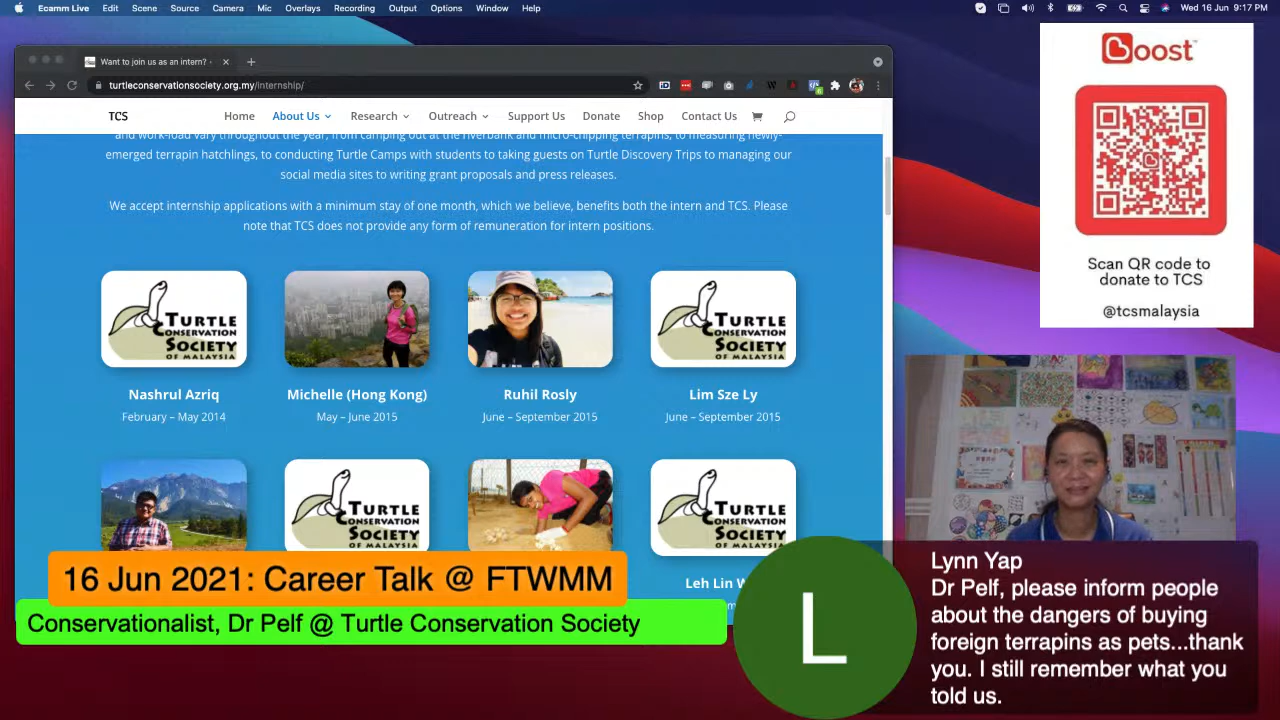 Ecamm Live Edit Scene Source Camera Mic Overlays Recording Output Options Window Help
Wed 16 Jun 9:17 PM
Want to join us as an intern?
turtleconservationsociety.org.my/internship/
TCS Home About Us Research Outreach Support Us Donate Shop Contact Us
and work-load vary throughout the year, from camping out at the riverbank and micro-chipping terrapins, to measuring newly-
emerged terrapin hatchlings, to conducting Turtle Camps with students to taking guests on Turtle Discovery Trips to managing our
social media sites to writing grant proposals and press releases.
We accept internship applications with a minimum stay of one month, which we believe, benefits both the intern and TCS. Please
note that TCS does not provide any form of remuneration for intern positions.
TURTLE
CONSERVATION
SOCIETY
OF MALAYSIA
TURTLE
CONSERVATION
SOCIETY
OF MALAYSIA
Nashrul Azriq Michelle (Hong Kong) Ruhil Rosly Lim Sze Ly
February – May 2014 May – June 2015 June – September 2015 June – September 2015
TURTLE
CONSERVATION
SOCIETY
OF MALAYSIA
TURTLE
CONSERVATION
SOCIETY
OF MALAYSIA
Leh Lin
16 Jun 2021: Career Talk @ FTWMM
Conservationalist, Dr Pelf @ Turtle Conservation Society
Boost
Scan QR code to
donate to TCS
@tcsmalaysia
L
Lynn Yap
Dr Pelf, please inform people
about the dangers of buying
foreign terrapins as pets...thank
you. I still remember what you
told us.